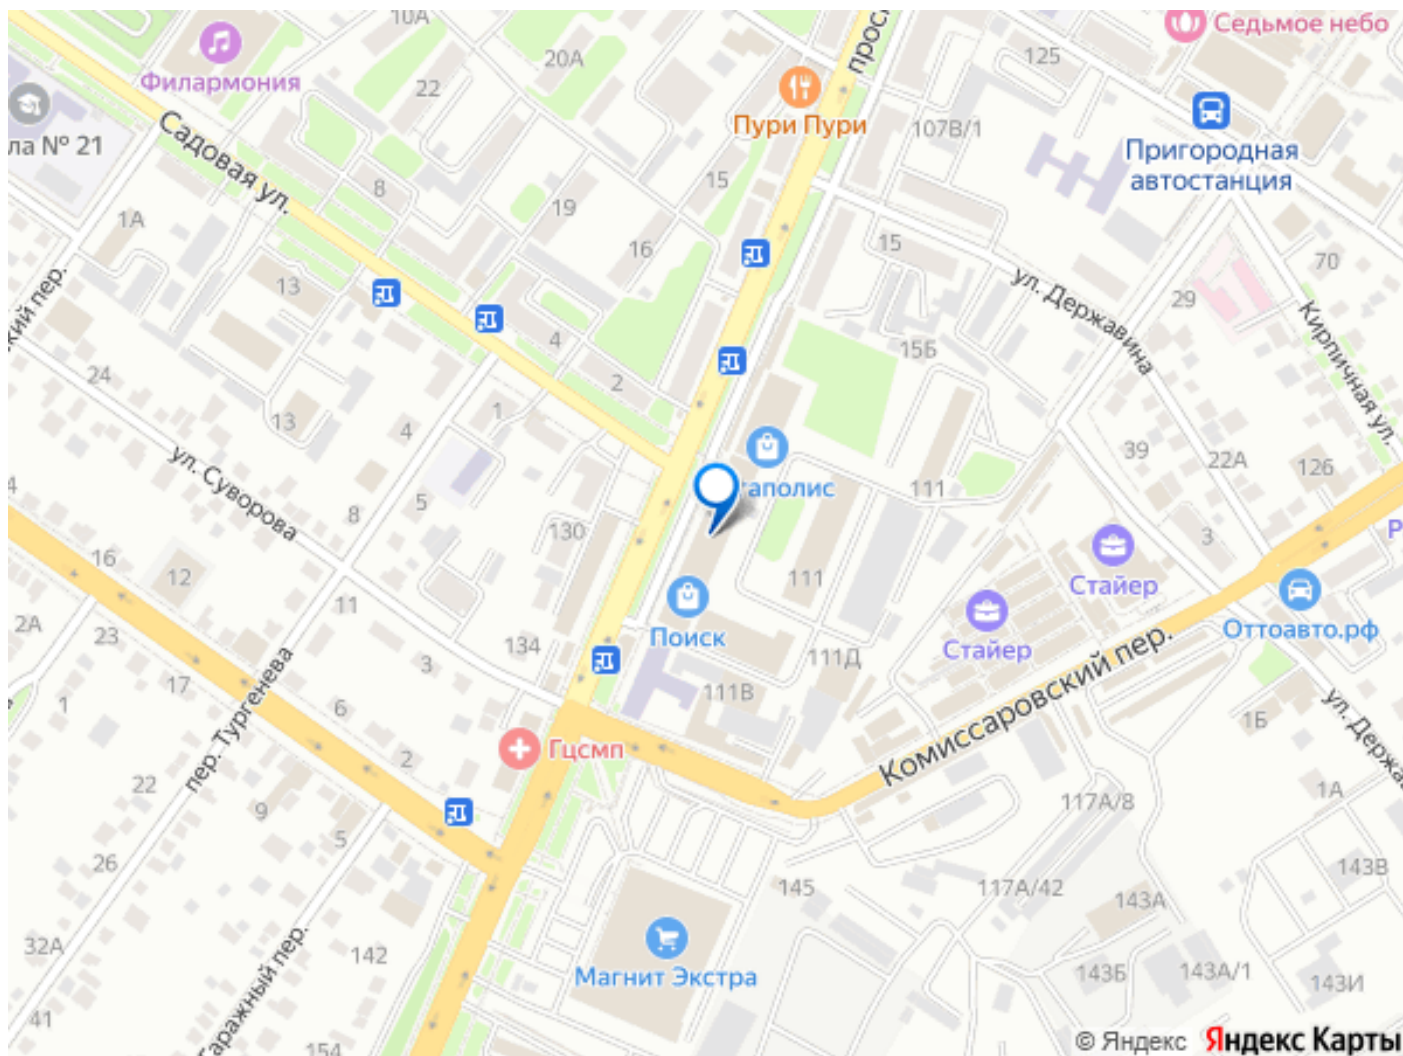 10А
Седьмое небо
Филармония
20А
125
22
прос
Пури Пури
107В/1
Пригородная
автостанция
ла № 21
Садовая ул.
8
15
1А
19
16
15
70
кий пер.
13
ул. Державина
29
Кирпичная ул.
4
15Б
24
2
1
13
4
39
22А
126
ул. Суворова
аполис
111
5
8
130
3
Р
16
12
111
Стайер
11
Стайер
Оттоавто.рф
2А
23
Поиск
134
3
111Д
17
111В
Комиссаровский пер.
1
6
1Б
ул. Держа
пер. Тургенева
2
Гцсмп
22
1А
117А/8
9
5
143В
26
145
117А/42
143А
32А
142
Магнит Экстра
143Б
143А/1
143И
41
Гаражный пер.
154
© Яндекс Яндекс Карты